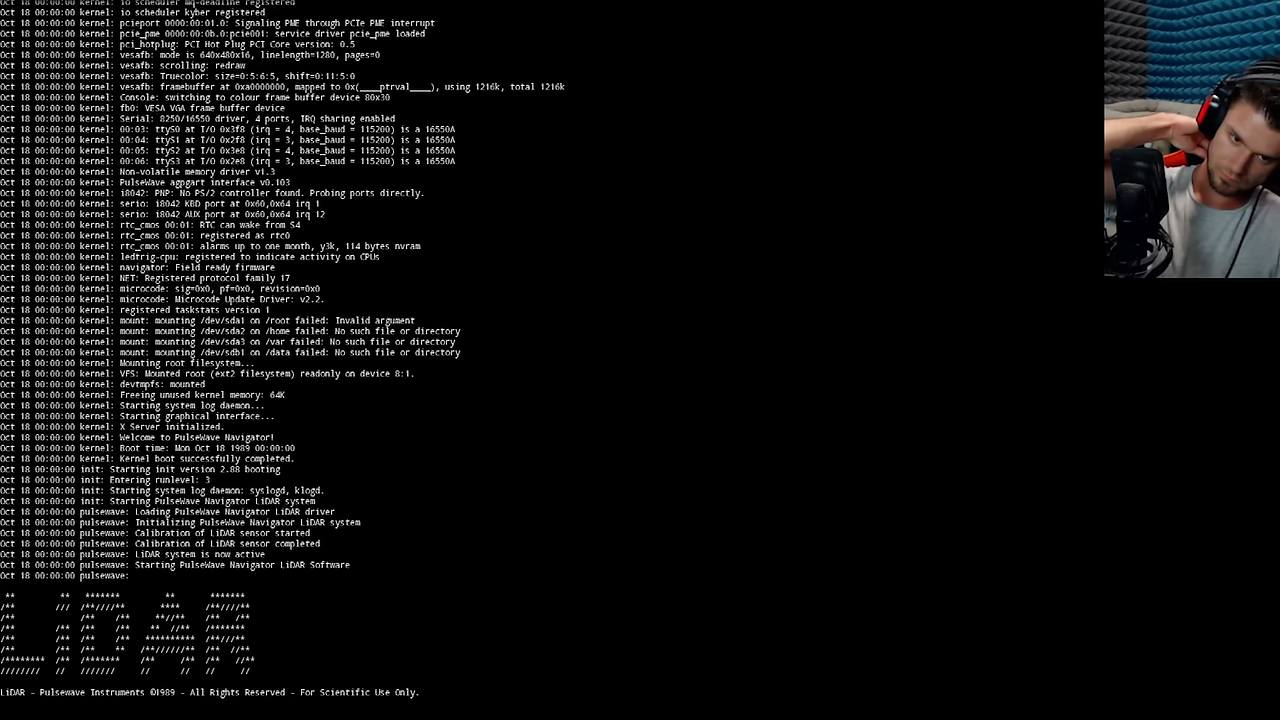 Oct 18 00:00:00 kernel: io scheduler mq-deadline registered
Oct 18 00:00:00 kernel: io scheduler kyber registered
Oct 18 00:00:00 kernel: pcieport 0000:00:01.0: Signaling PME through PCIe PME interrupt
Oct 18 00:00:00 kernel: pcie_pme 0000:00:0b.0:pcie001: service driver pcie_pme loaded
Oct 18 00:00:00 kernel: pci_hotplug: PCI Hot Plug PCI Core version: 0.5
Oct 18 00:00:00 kernel: vesafb: mode is 640x480x16, linelength=1280, pages=0
Oct 18 00:00:00 kernel: vesafb: scrolling: redraw
Oct 18 00:00:00 kernel: vesafb: Truecolor: size=0:5:6:5, shift=0:11:5:0
Oct 18 00:00:00 kernel: vesafb: framebuffer at 0xa0000000, mapped to 0x(____ptrval____), using 1216k, total 1216k
Oct 18 00:00:00 kernel: Console: switching to colour frame buffer device 80x30
Oct 18 00:00:00 kernel: fb0: VESA VGA frame buffer device
Oct 18 00:00:00 kernel: Serial: 8250/16550 driver, 4 ports, IRQ sharing enabled
Oct 18 00:00:00 kernel: 00:03: ttyS0 at I/O 0x3f8 (irq = 4, base_baud = 115200) is a 16550A
Oct 18 00:00:00 kernel: 00:04: ttyS1 at I/O 0x2f8 (irq = 3, base_baud = 115200) is a 16550A
Oct 18 00:00:00 kernel: 00:05: ttyS2 at I/O 0x3e8 (irq = 4, base_baud = 115200) is a 16550A
Oct 18 00:00:00 kernel: 00:06: ttyS3 at I/O 0x2e8 (irq = 3, base_baud = 115200) is a 16550A
Oct 18 00:00:00 kernel: Non-volatile memory driver v1.3
Oct 18 00:00:00 kernel: PulseWave agpgart interface v0.103
Oct 18 00:00:00 kernel: i8042: PNP: No PS/2 controller found. Probing ports directly.
Oct 18 00:00:00 kernel: serio: i8042 KBD port at 0x60,0x64 irq 1
Oct 18 00:00:00 kernel: serio: i8042 AUX port at 0x60,0x64 irq 12
Oct 18 00:00:00 kernel: rtc_cmos 00:01: RTC can wake from S4
Oct 18 00:00:00 kernel: rtc_cmos 00:01: registered as rtc0
Oct 18 00:00:00 kernel: rtc_cmos 00:01: alarms up to one month, y3k, 114 bytes nvram
Oct 18 00:00:00 kernel: ledtrig-cpu: registered to indicate activity on CPUs
Oct 18 00:00:00 kernel: navigator: Field ready firmware
Oct 18 00:00:00 kernel: NET: Registered protocol family 17
Oct 18 00:00:00 kernel: microcode: sig=0x0, pf=0x0, revision=0x0
Oct 18 00:00:00 kernel: microcode: Microcode Update Driver: v2.2.
Oct 18 00:00:00 kernel: registered taskstats version 1
Oct 18 00:00:00 kernel: mount: mounting /dev/sda1 on /root failed: Invalid argument
Oct 18 00:00:00 kernel: mount: mounting /dev/sda2 on /home failed: No such file or directory
Oct 18 00:00:00 kernel: mount: mounting /dev/sda3 on /var failed: No such file or directory
Oct 18 00:00:00 kernel: mount: mounting /dev/sdb1 on /data failed: No such file or directory
Oct 18 00:00:00 kernel: Mounting root filesystem...
Oct 18 00:00:00 kernel: VFS: Mounted root (ext2 filesystem) readonly on device 8:1.
Oct 18 00:00:00 kernel: devtmpfs: mounted
Oct 18 00:00:00 kernel: Freeing unused kernel memory: 64K
Oct 18 00:00:00 kernel: Starting system log daemon...
Oct 18 00:00:00 kernel: Starting graphical interface...
Oct 18 00:00:00 kernel: X Server initialized.
Oct 18 00:00:00 kernel: Welcome to PulseWave Navigator!
Oct 18 00:00:00 kernel: Boot time: Mon Oct 18 1989 00:00:00
Oct 18 00:00:00 kernel: Kernel boot successfully completed.
Oct 18 00:00:00 init: Starting init version 2.88 booting
Oct 18 00:00:00 init: Entering runlevel: 3
Oct 18 00:00:00 init: Starting system log daemon: syslogd, klogd.
Oct 18 00:00:00 init: Starting PulseWave Navigator LiDAR system
Oct 18 00:00:00 pulsewave: Loading PulseWave Navigator LiDAR driver
Oct 18 00:00:00 pulsewave: Initializing PulseWave Navigator LiDAR system
Oct 18 00:00:00 pulsewave: Calibration of LiDAR sensor started
Oct 18 00:00:00 pulsewave: Calibration of LiDAR sensor completed
Oct 18 00:00:00 pulsewave: LiDAR system is now active
Oct 18 00:00:00 pulsewave: Starting PulseWave Navigator LiDAR Software
Oct 18 00:00:00 pulsewave:
LiDAR
LiDAR - Pulsewave Instruments ©1989 - All Rights Reserved - For Scientific Use Only.